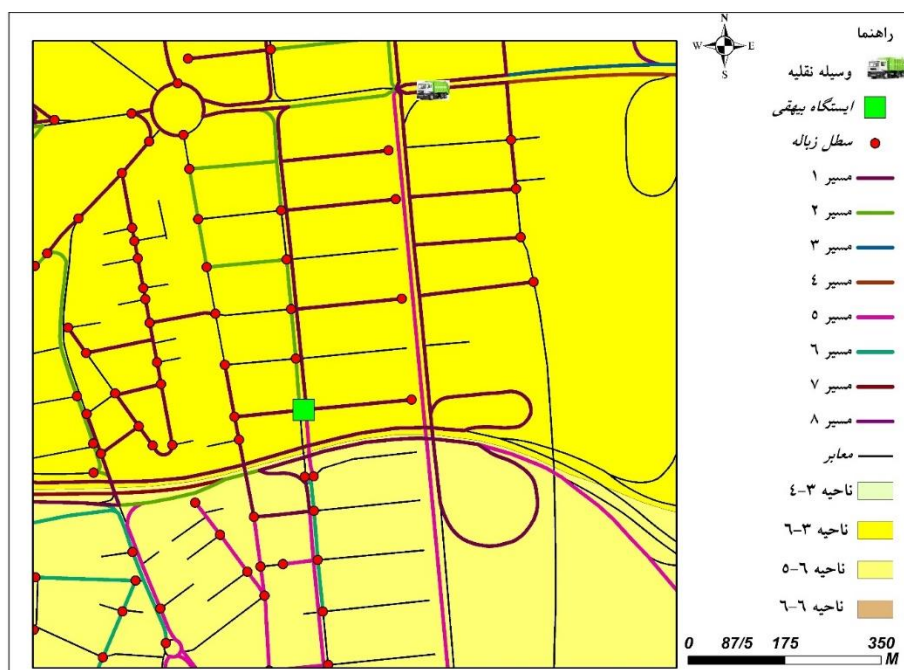 N
W E
S
راهنما
وسیله نقلیه
ایستگاه بیهقی
سطل زباله
مسیر ۱
مسیر ۲
مسیر ۳
مسیر ٤
مسیر ٥
مسیر ٦
مسیر ۷
مسیر ۸
معابر
ناحیه ۳-٤
ناحیه ۳-٦
ناحیه ٦-٥
ناحیه ٦-٦
0 87/5 175 350
M